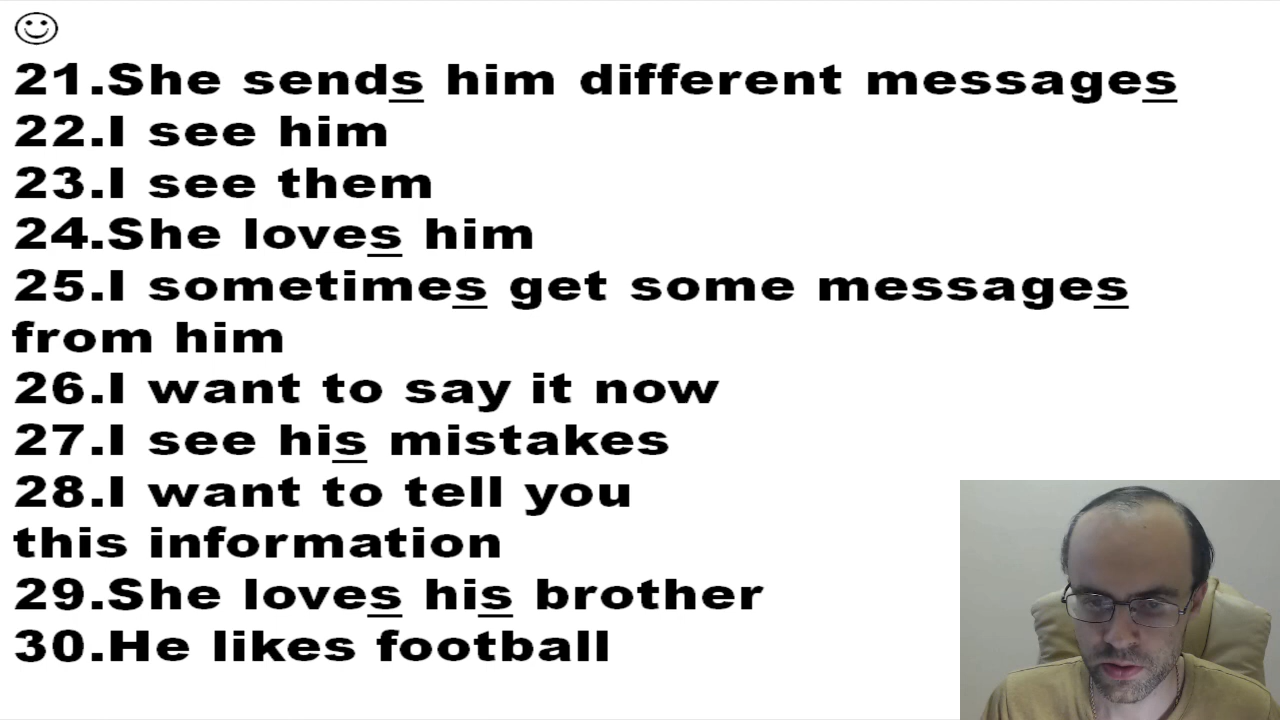 21.She sends him different messages
22.I see him
23.I see them
24.She loves him
25.I sometimes get some messages
from him
26.I want to say it now
27.I see his mistakes
28.I want to tell you
this information
29.She loves his brother
30.He likes football